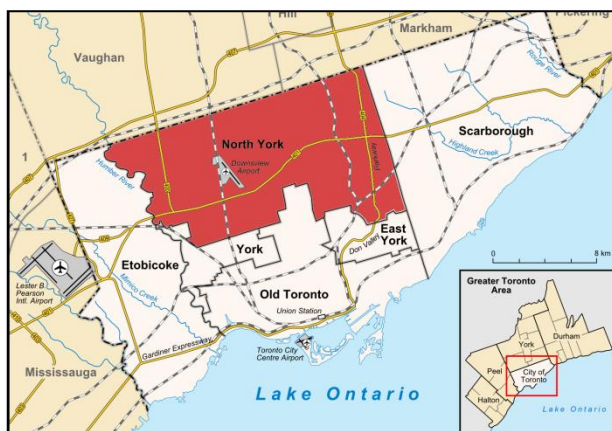 Hill
Pickering
Markham
Vaughan
Rouge River
North York
Scarborough
Highland Creek
Downsview
Airport
Humber River
1
Parkway
East
York
York
Don Valley
Etobicoke
Lester B.
Pearson
Intl. Airport
Mimico Creek
Old Toronto
Union Station
0
8 km
Gardiner Expressway
Toronto City
Centre Airport
Mississauga
Lake Ontario
Greater Toronto
Area
York
Durham
Peel
City of
Toronto
Halton
Lake Ontario